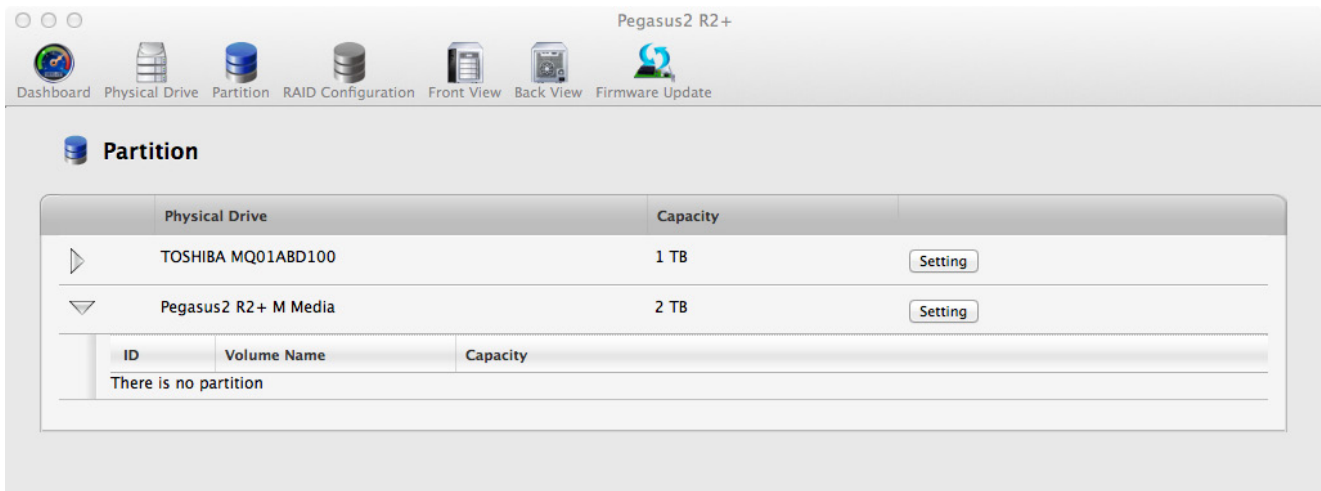 Pegasus2 R2+
Dashboard Physical Drive Partition RAID Configuration Front View Back View Firmware Update
Partition
Physical Drive Capacity
TOSHIBA MQ01ABD100 1 TB Setting
Pegasus2 R2+ M Media 2 TB Setting
ID Volume Name Capacity
There is no partition